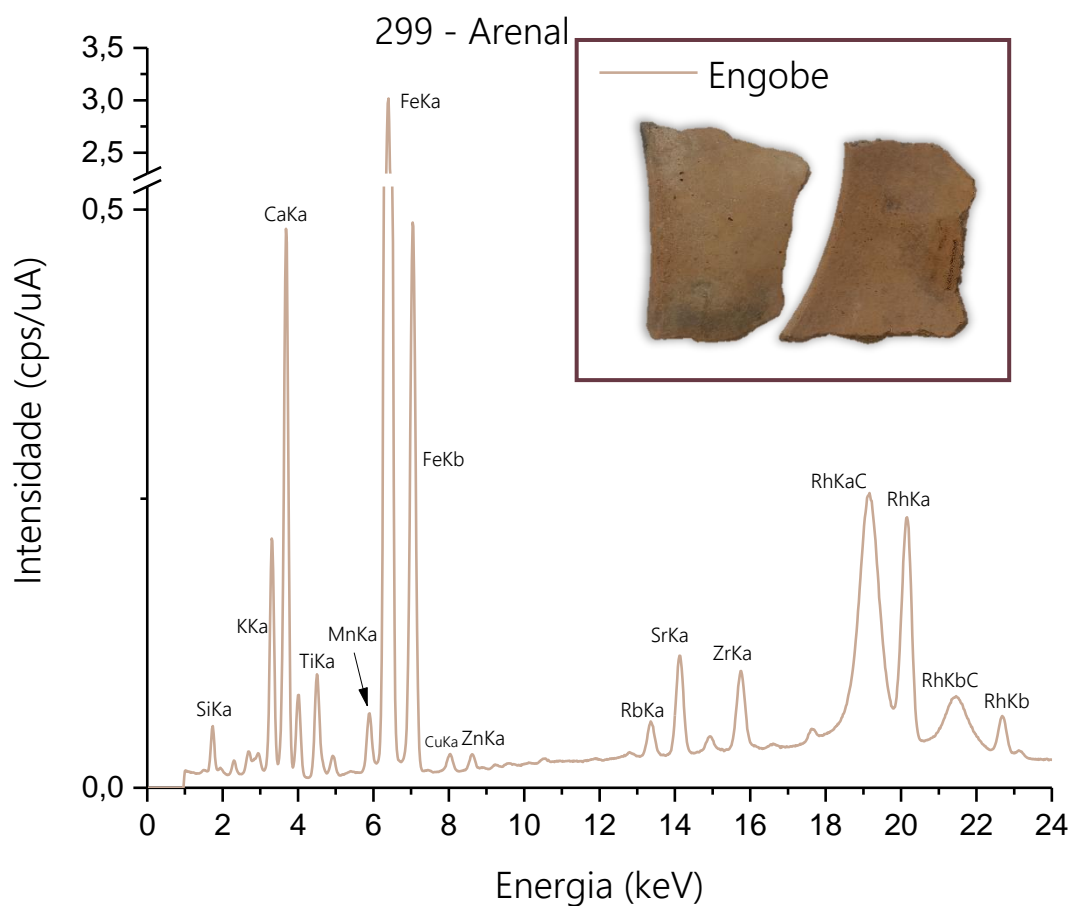 299 - Arenal
Engobe
3,5
3,0
2,5
0,5
0,0
Intensidade (cps/uA)
FeKa
CaKa
FeKb
KKa
MnKa
TiKa
SiKa
CuKa
ZnKa
RbKa
SrKa
ZrKa
RhKaC
RhKa
RhKbC
RhKb
0 2 4 6 8 10 12 14 16 18 20 22 24
Energia (keV)